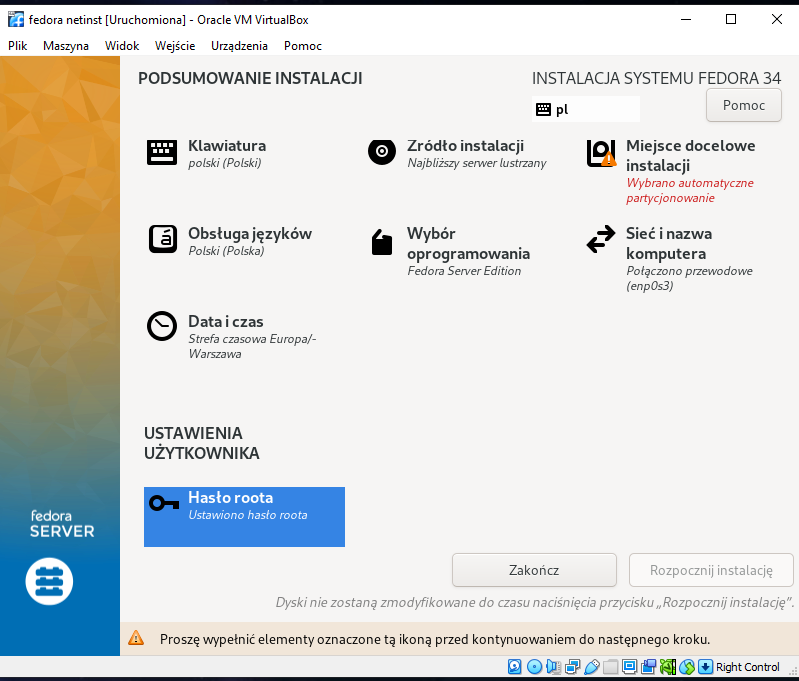 fedora netinst [Uruchomiona] - Oracle VM VirtualBox
Plik Maszyna Widok Wejście Urządzenia Pomoc
PODSUMOWANIE INSTALACJI
INSTALACJA SYSTEMU FEDORA 34
pl
Pomoc
Klawiatura
polski (Polski)
Źródło instalacji
Najbliższy serwer lustrzany
Miejsce docelowe
instalacji
Wybrano automatyczne
partycjonowanie
Obsługa języków
Polski (Polska)
Wybór
oprogramowania
Fedora Server Edition
Sieć i nazwa
komputera
Połączono przewodowe
(enp0s3)
Data i czas
Strefa czasowa Europa/-
Warszawa
USTAWIENIA
UŻYTKOWNIKA
Hasło roota
Ustawiono hasło roota
fedora
SERVER
Zakończ
Rozpocznij instalację
Dyski nie zostaną zmodyfikowane do czasu naciśnięcia przycisku „Rozpocznij instalację”.
Proszę wypełnić elementy oznaczone tą ikoną przed kontynuowaniem do następnego kroku.
Right Control